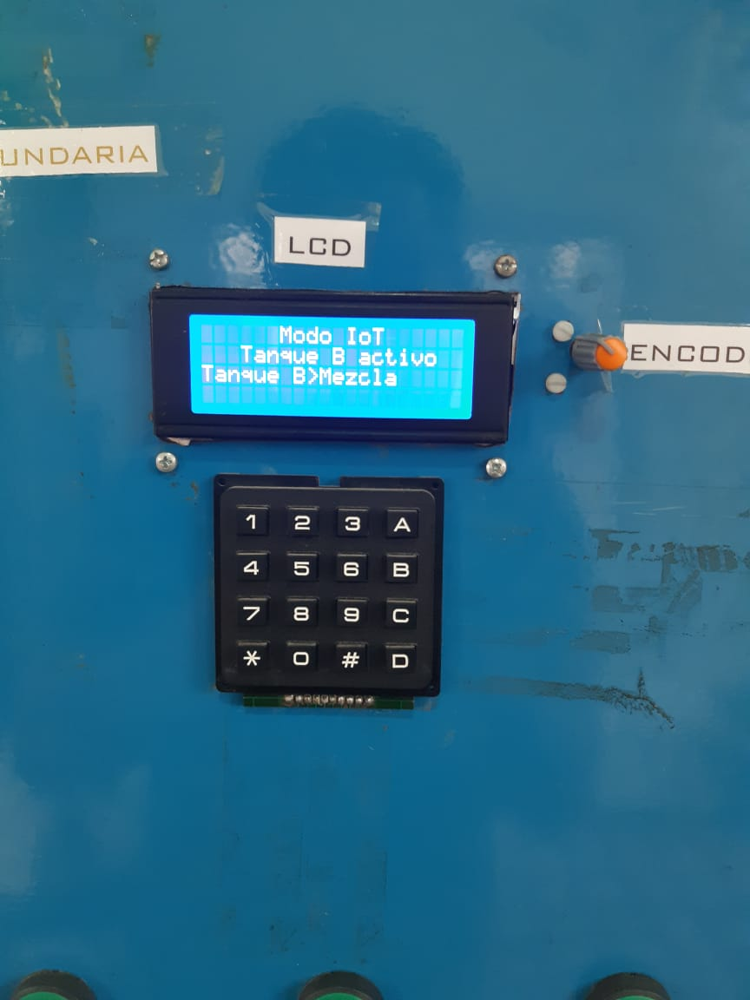 UNDARIA
LCD
Modo IoT
Tanque B activo
Tanque B>Mezcla
ENCOD
1 2 3 A
4 5 6 B
7 8 9 C
* 0 # D